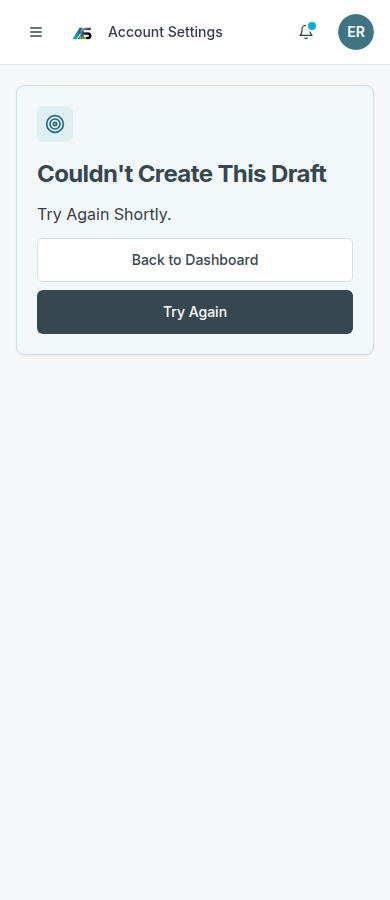 Account Settings
ER
Couldn't Create This Draft
Try Again Shortly.
Back to Dashboard
Try Again